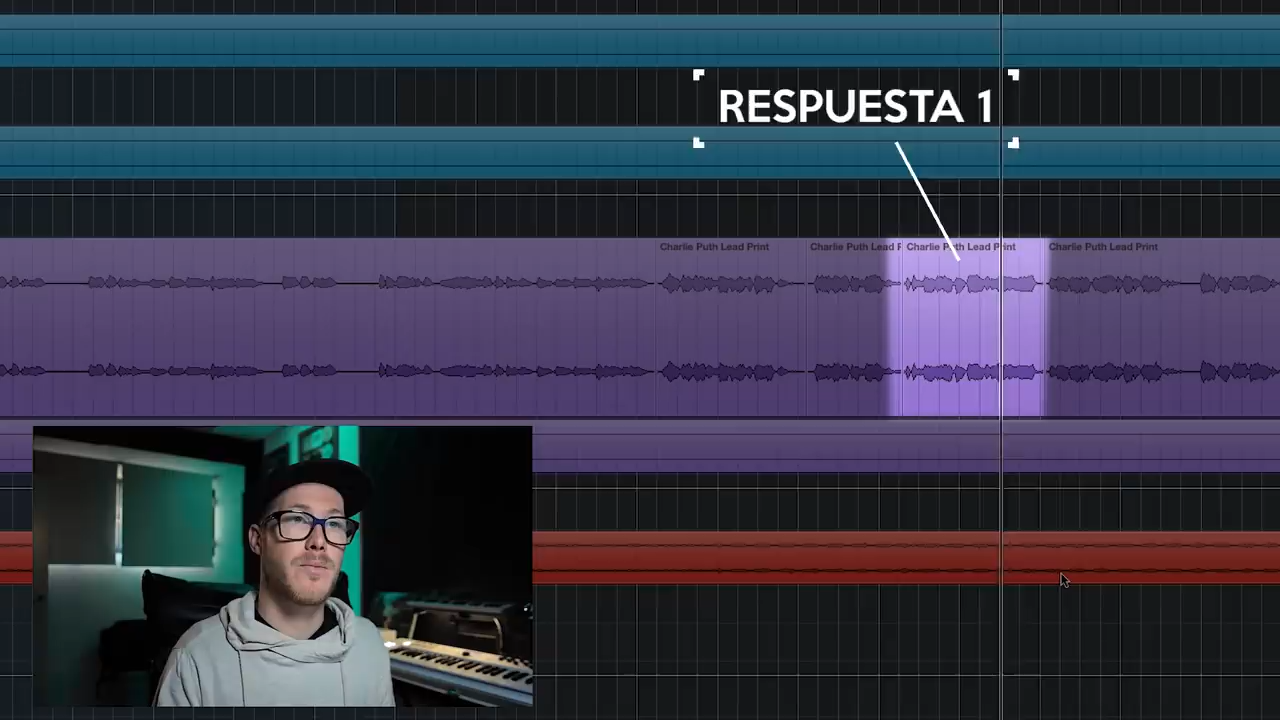 RESPUESTA 1
Charlie Puth Lead Print
Charlie Puth Lead P
Charlie Puth Lead Print
Charlie Puth Lead Print